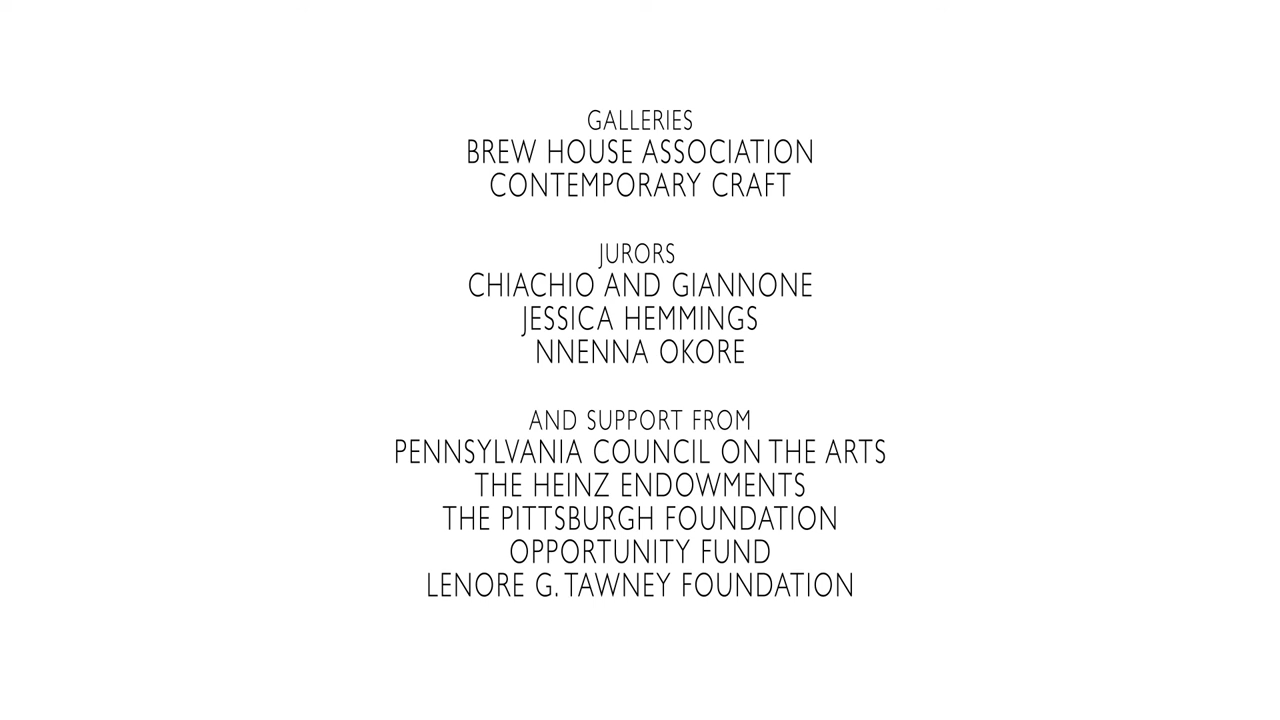 GALLERIES
BREW HOUSE ASSOCIATION
CONTEMPORARY CRAFT
JURORS
CHIACHIO AND GIANNONE
JESSICA HEMMINGS
NNENNA OKORE
AND SUPPORT FROM
PENNSYLVANIA COUNCIL ON THE ARTS
THE HEINZ ENDOWMENTS
THE PITTSBURGH FOUNDATION
OPPORTUNITY FUND
LENORE G. TAWNEY FOUNDATION